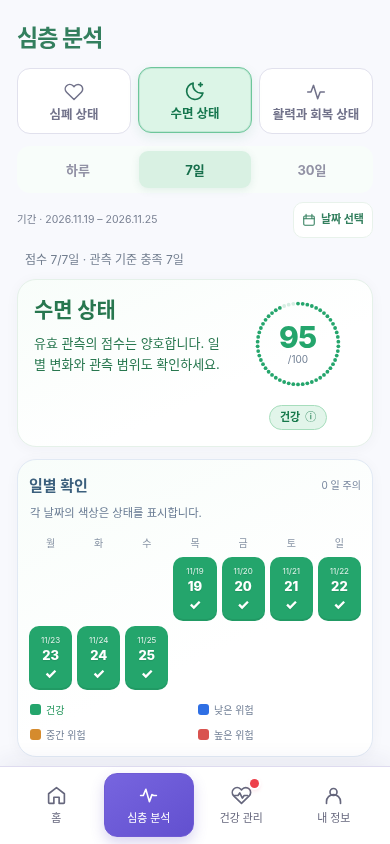 심층 분석
심폐 상태
수면 상태
활력과 회복 상태
하루
7일
30일
기간 · 2026.11.19 – 2026.11.25
날짜 선택
점수 7/7일 · 관측 기준 충족 7일
수면 상태
유효 관측의 점수는 양호합니다. 일
별 변화와 관측 범위도 확인하세요.
95
/100
건강 ⓘ
일별 확인
0 일 주의
각 날짜의 색상은 상태를 표시합니다.
월 화 수 목 금 토 일
11/19 11/20 11/21 11/22
19 20 21 22
✓ ✓ ✓ ✓
11/23 11/24 11/25
23 24 25
✓ ✓ ✓
건강
낮은 위험
중간 위험
높은 위험
홈
심층 분석
건강 관리
내 정보